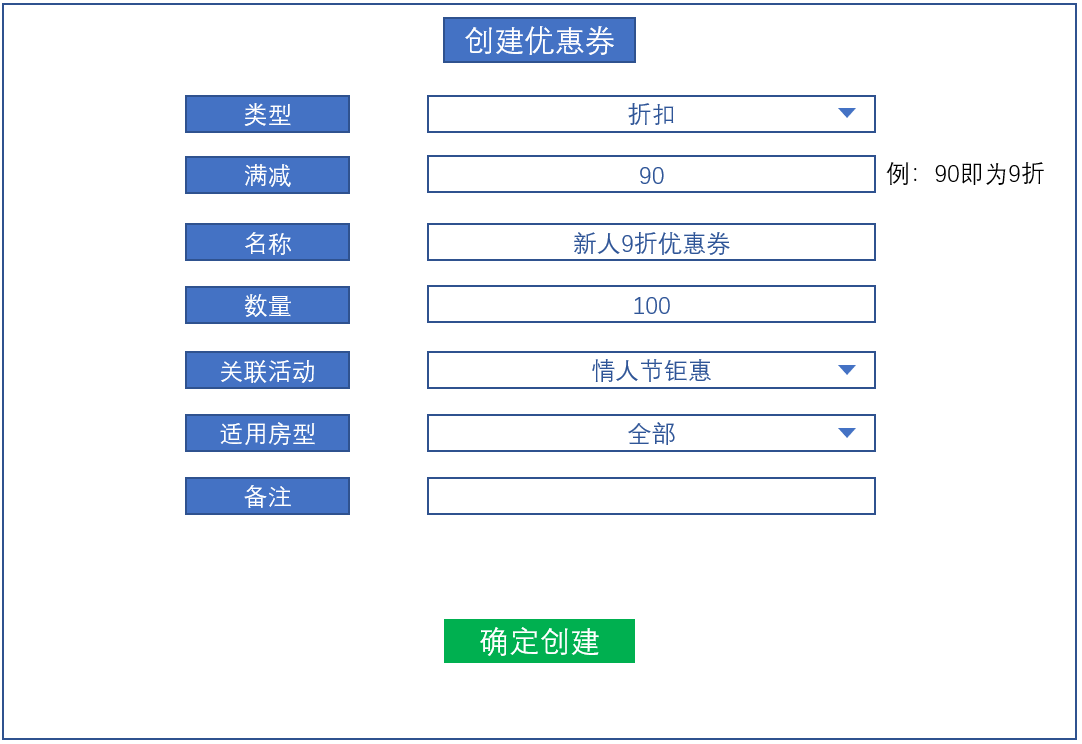 创建优惠券
类型 折扣
满减 90 例：90即为9折
名称 新人9折优惠券
数量 100
关联活动 情人节钜惠
适用房型 全部
备注
确定创建